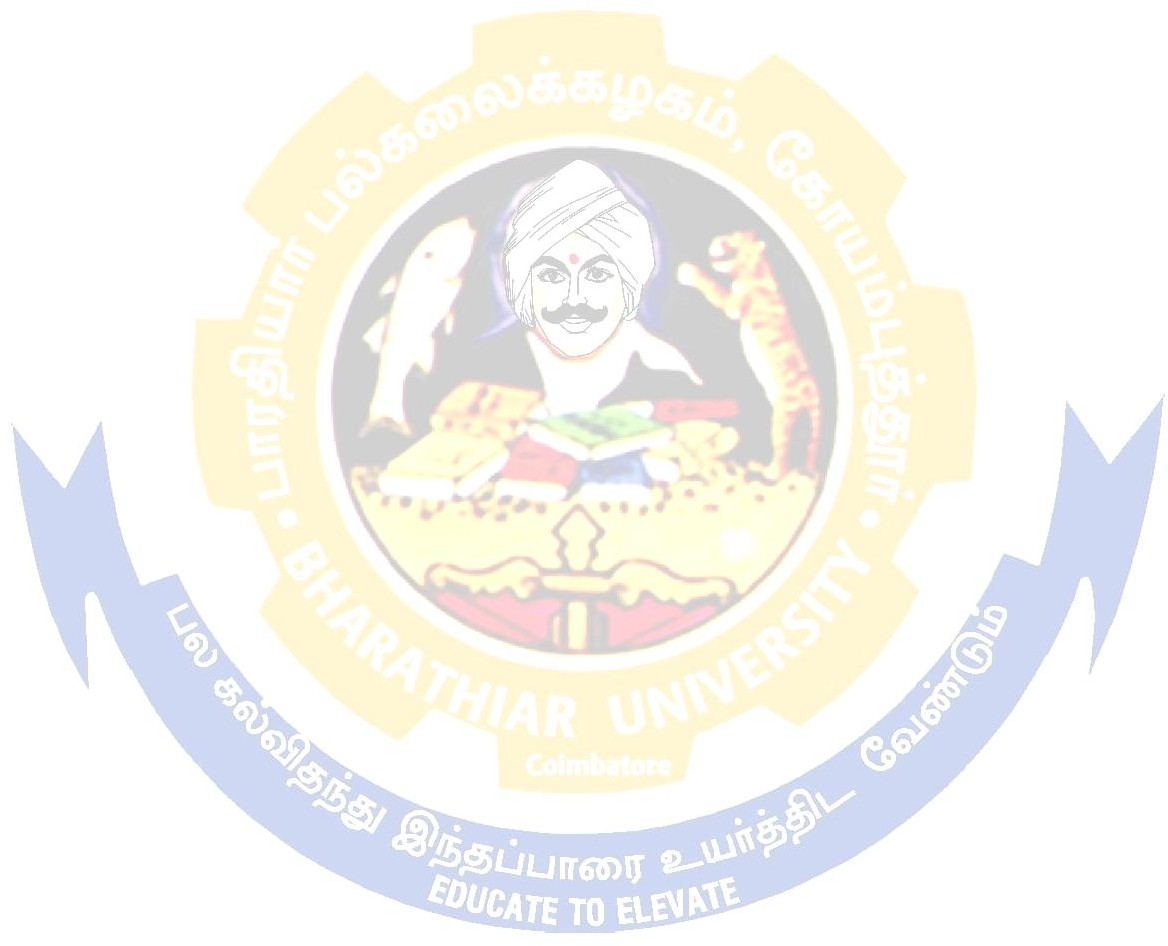 பாரதியார் பல்கலைக்கழகம், கோயம்புத்தூர்
• BHARATHIAR UNIVERSITY •
Coimbatore
பல கல்விதந்து இந்தப்பாரை உயர்த்திட வேண்டும்
EDUCATE TO ELEVATE